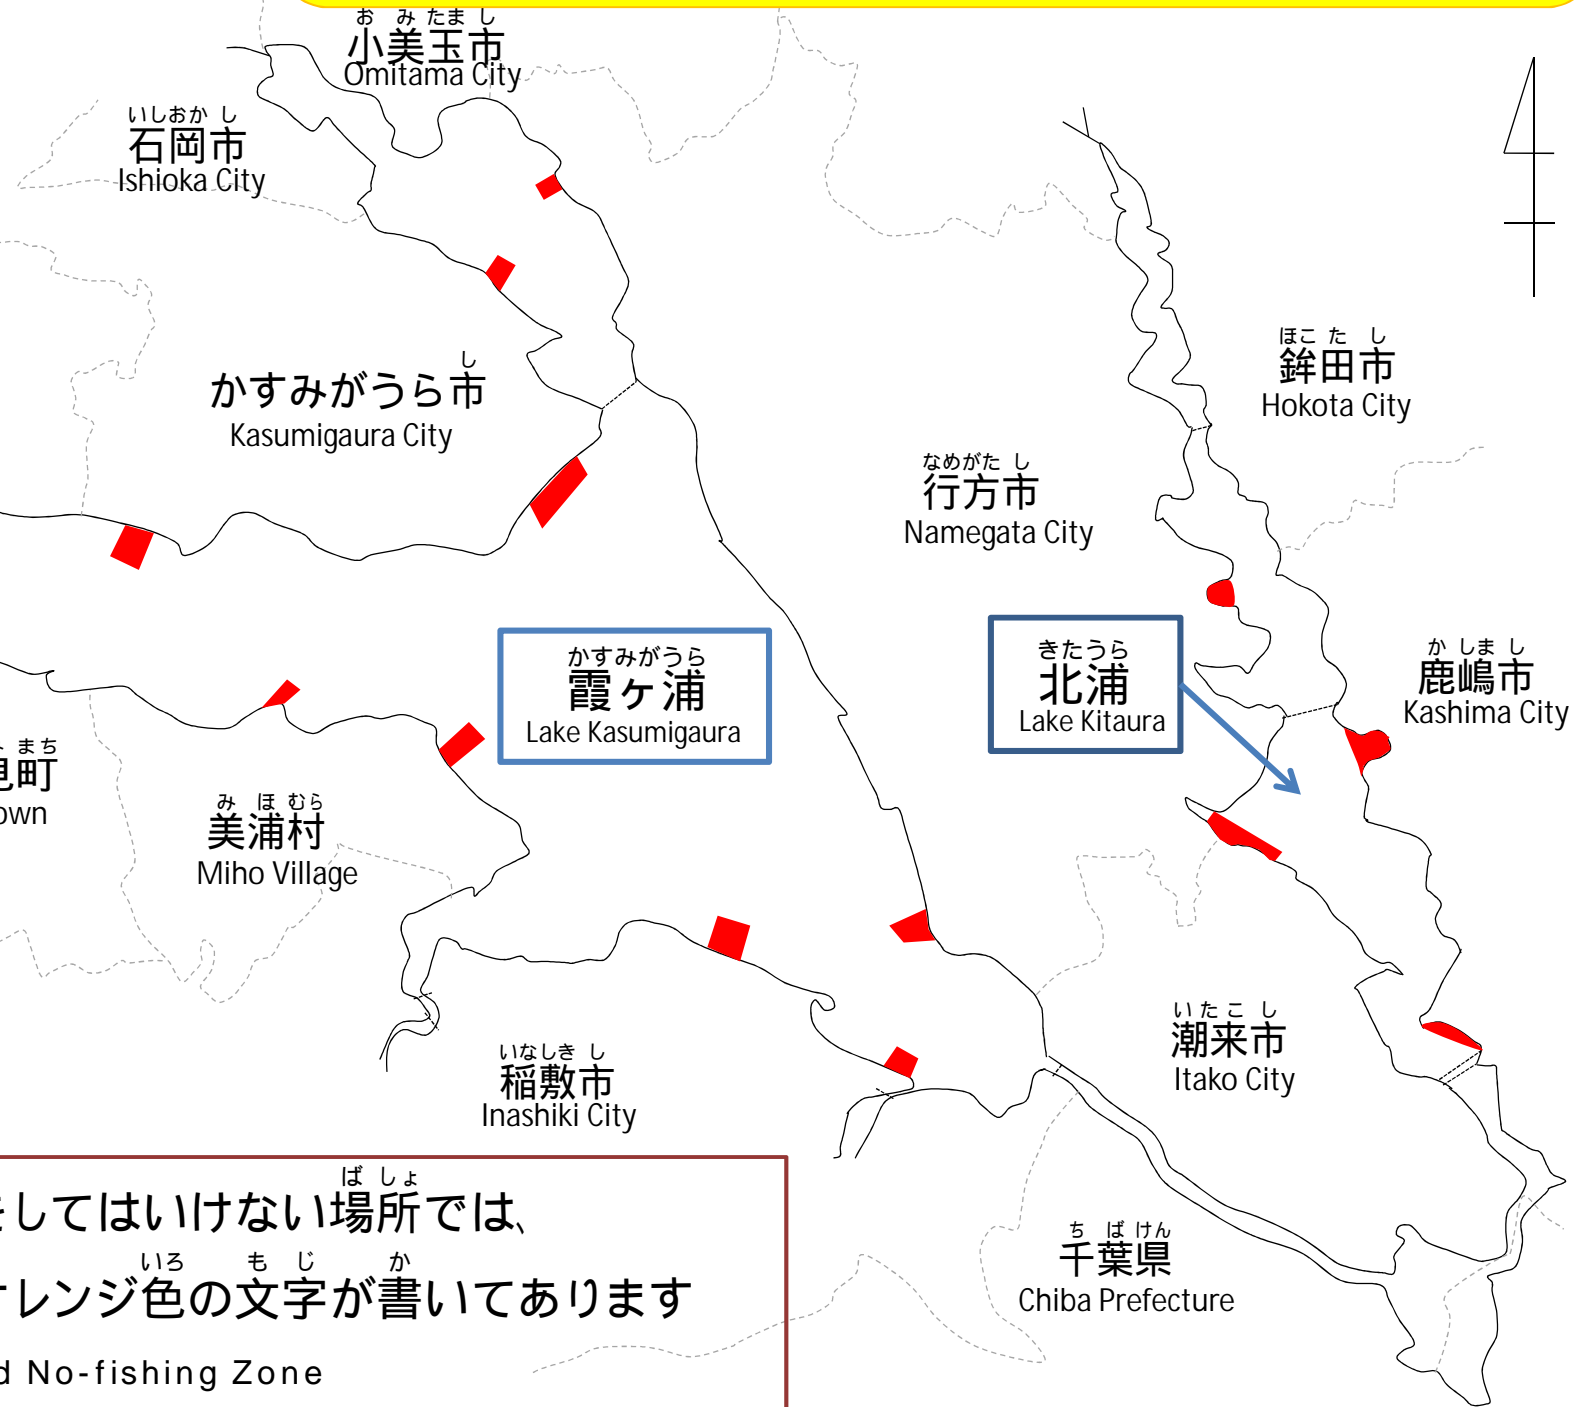 おみたまし
小美玉市
Omitama City
いしおかし
石岡市
Ishioka City
ほこたし
鉾田市
Hokota City
し
かすみがうら市
Kasumigaura City
なめがたし
行方市
Namegata City
かすみがうら
霞ヶ浦
Lake Kasumigaura
きたうら
北浦
Lake Kitaura
かしまし
鹿嶋市
Kashima City
まち
町
own
みほむら
美浦村
Miho Village
いなしきし
稲敷市
Inashiki City
いたこし
潮来市
Itako City
ちばけん
千葉県
Chiba Prefecture
ばしょ
してはいけない場所では、
いろ もじ か
オレンジ色の文字が書いてあります
d No-fishing Zone